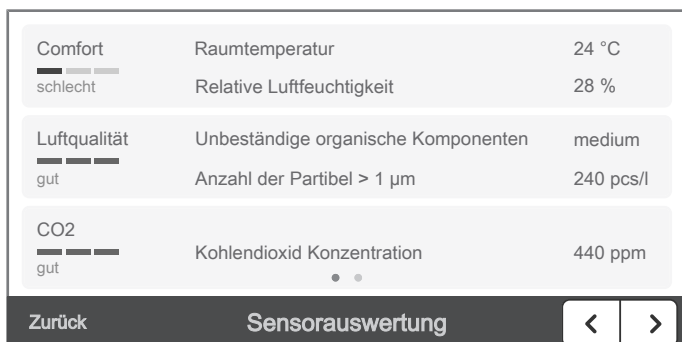 Comfort
Raumtemperatur 24 °C
schlecht
Relative Luftfeuchtigkeit 28 %
Luftqualität
Unbeständige organische Komponenten medium
gut
Anzahl der Partibel > 1 μm 240 pcs/l
CO2
Kohlendioxid Konzentration 440 ppm
gut
Zurück Sensorauswertung < >